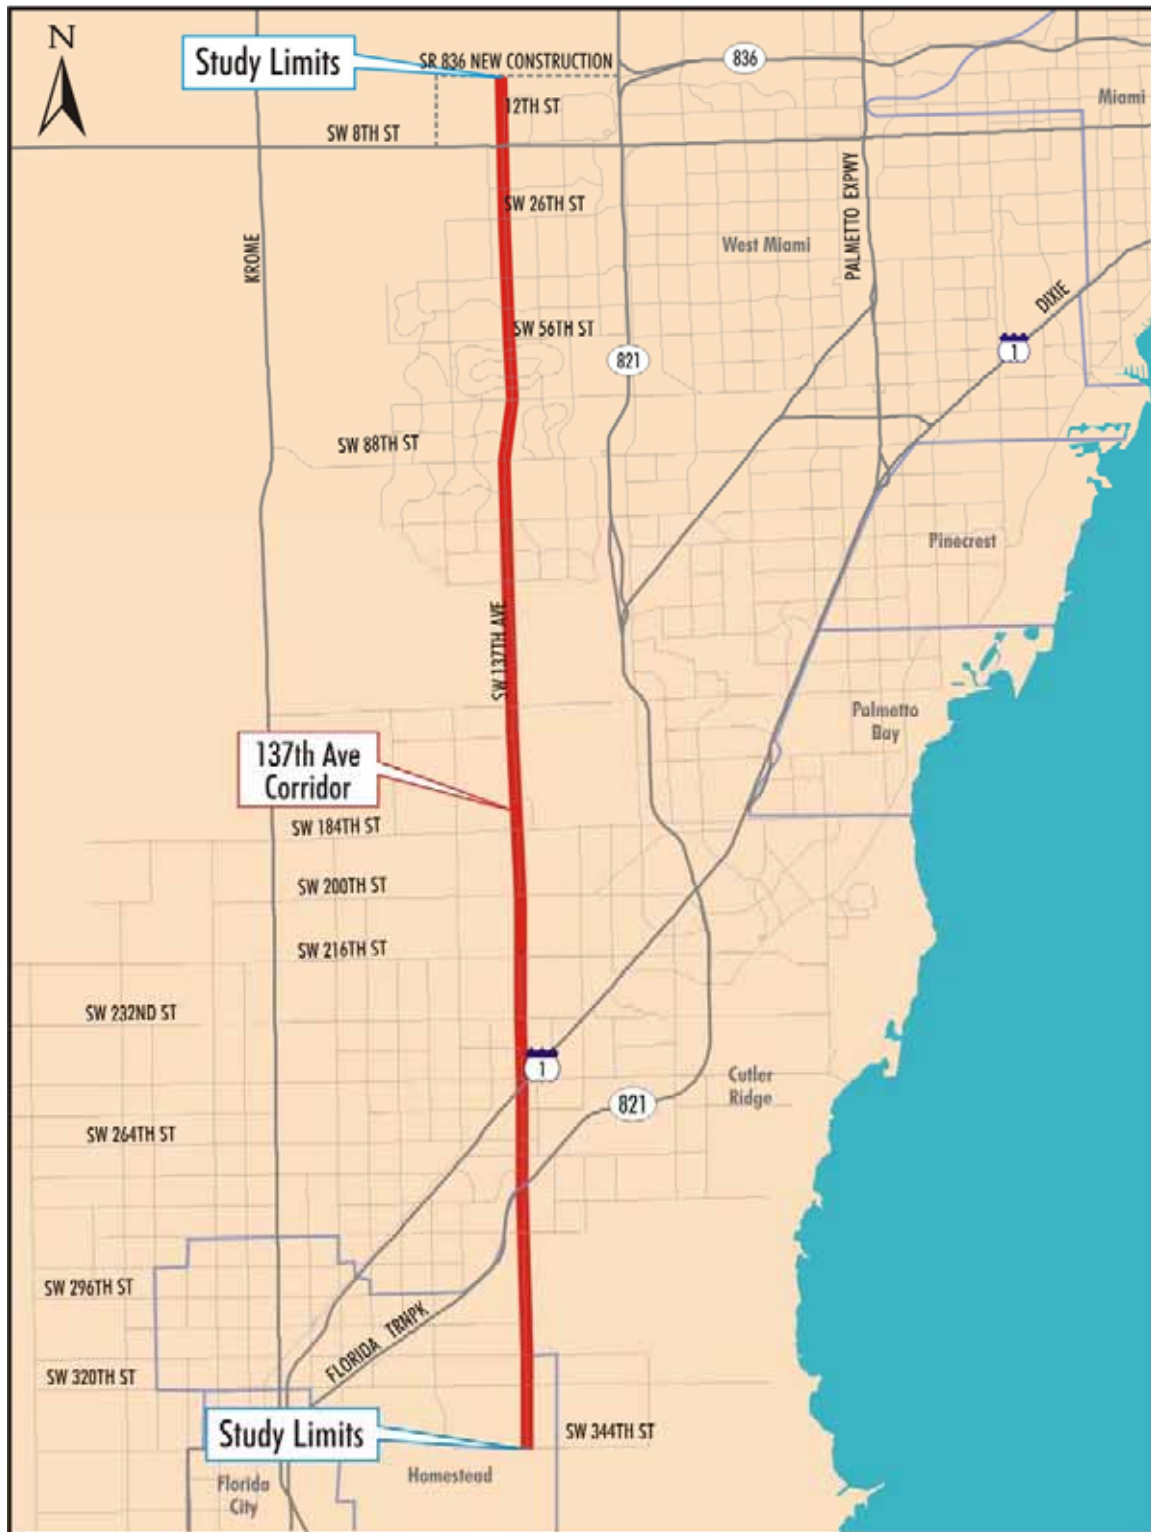 N
Study Limits
SR 836 NEW CONSTRUCTION
836
12TH ST
Miami
SW 8TH ST
PALMETTO EXPWY
SW 26TH ST
West Miami
KROME
DIXIE
SW 56TH ST
1
821
SW 88TH ST
Pinecrest
SW 137TH AVE
Palmetto
Bay
137th Ave
Corridor
SW 184TH ST
SW 200TH ST
SW 216TH ST
SW 232ND ST
1
Cutler
Ridge
821
SW 264TH ST
SW 296TH ST
FLORIDA TRNPK
SW 320TH ST
Study Limits
SW 344TH ST
Homestead
Florida
City